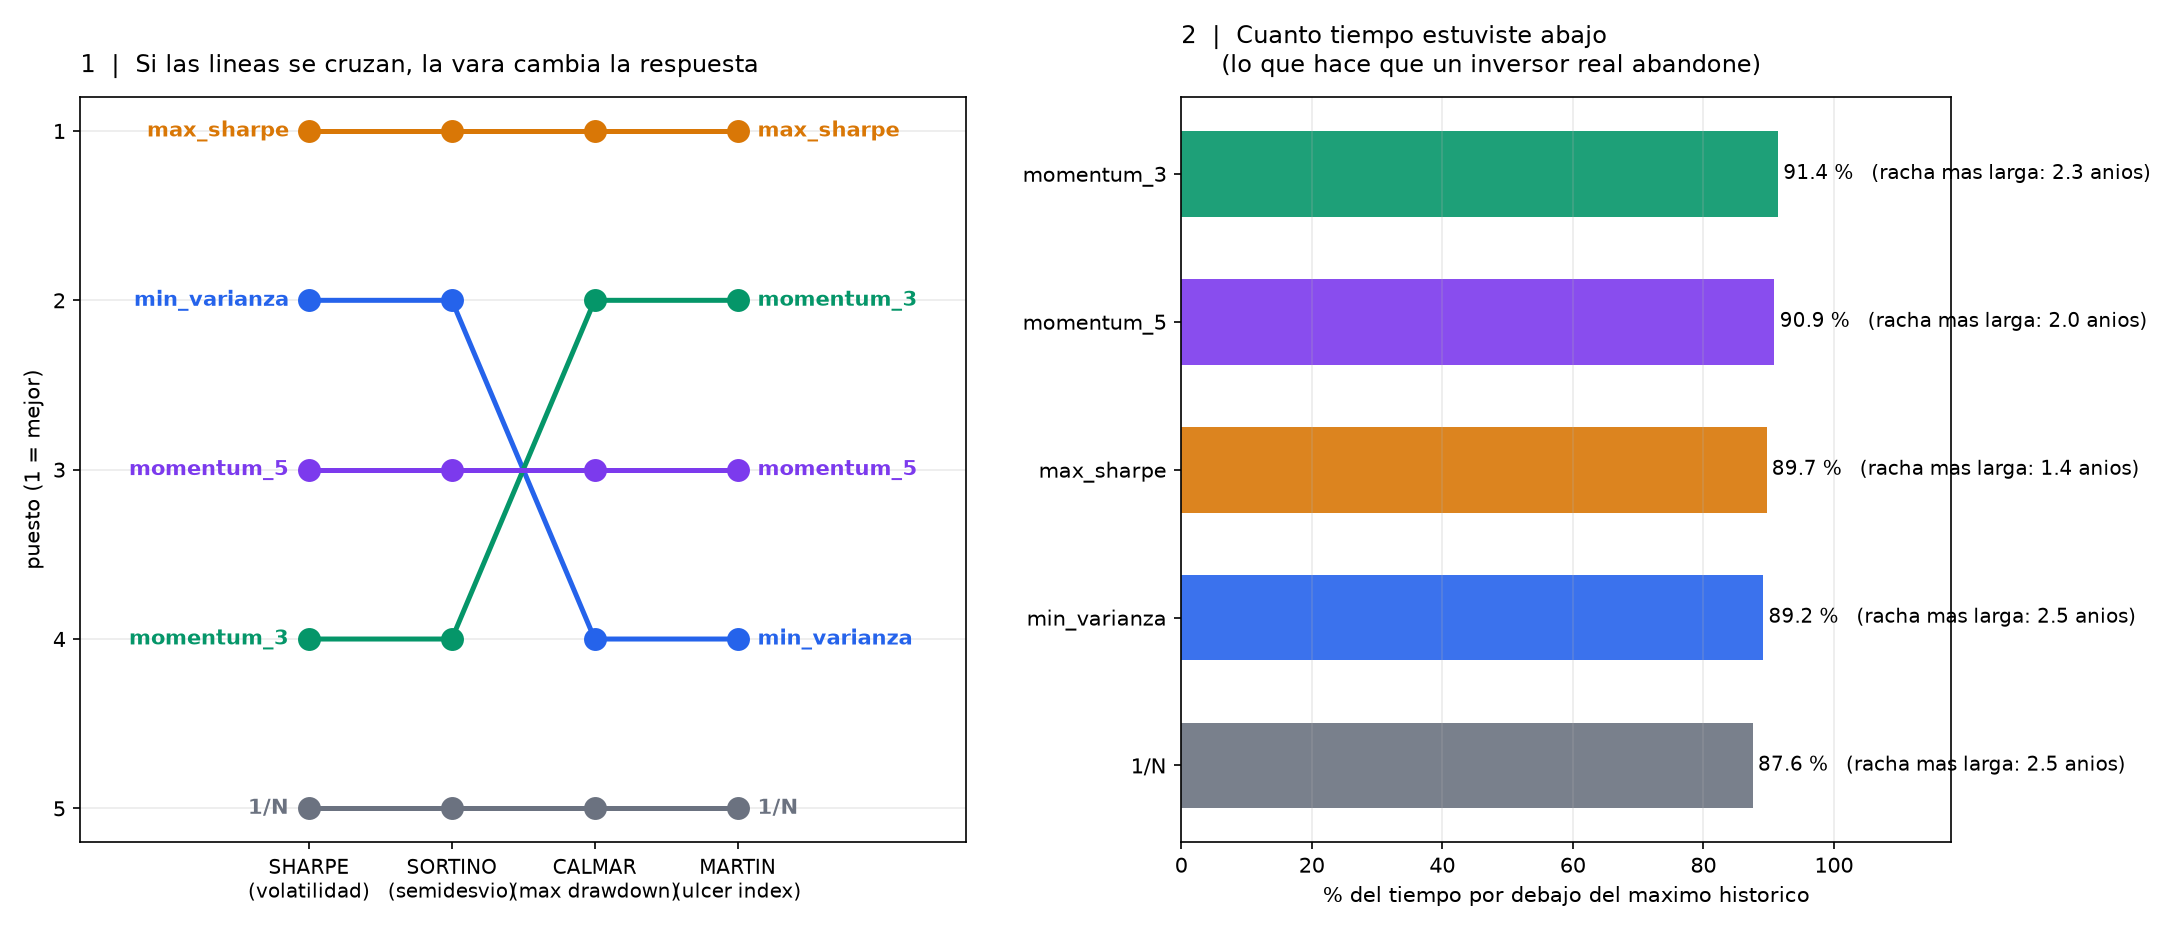 1  |  Si las lineas se cruzan, la vara cambia la respuesta
puesto (1 = mejor)
1
2
3
4
5
max_sharpe
max_sharpe
min_varianza
momentum_3
momentum_5
momentum_5
momentum_3
min_varianza
1/N
1/N
SHARPE
(volatilidad)
SORTINO
(semidesvio)
CALMAR
(max drawdown)
MARTIN
(ulcer index)
2  |  Cuanto tiempo estuviste abajo
(lo que hace que un inversor real abandone)
momentum_3
91.4 %   (racha mas larga: 2.3 anios)
momentum_5
90.9 %   (racha mas larga: 2.0 anios)
max_sharpe
89.7 %   (racha mas larga: 1.4 anios)
min_varianza
89.2 %   (racha mas larga: 2.5 anios)
1/N
87.6 %   (racha mas larga: 2.5 anios)
0
20
40
60
80
100
% del tiempo por debajo del maximo historico